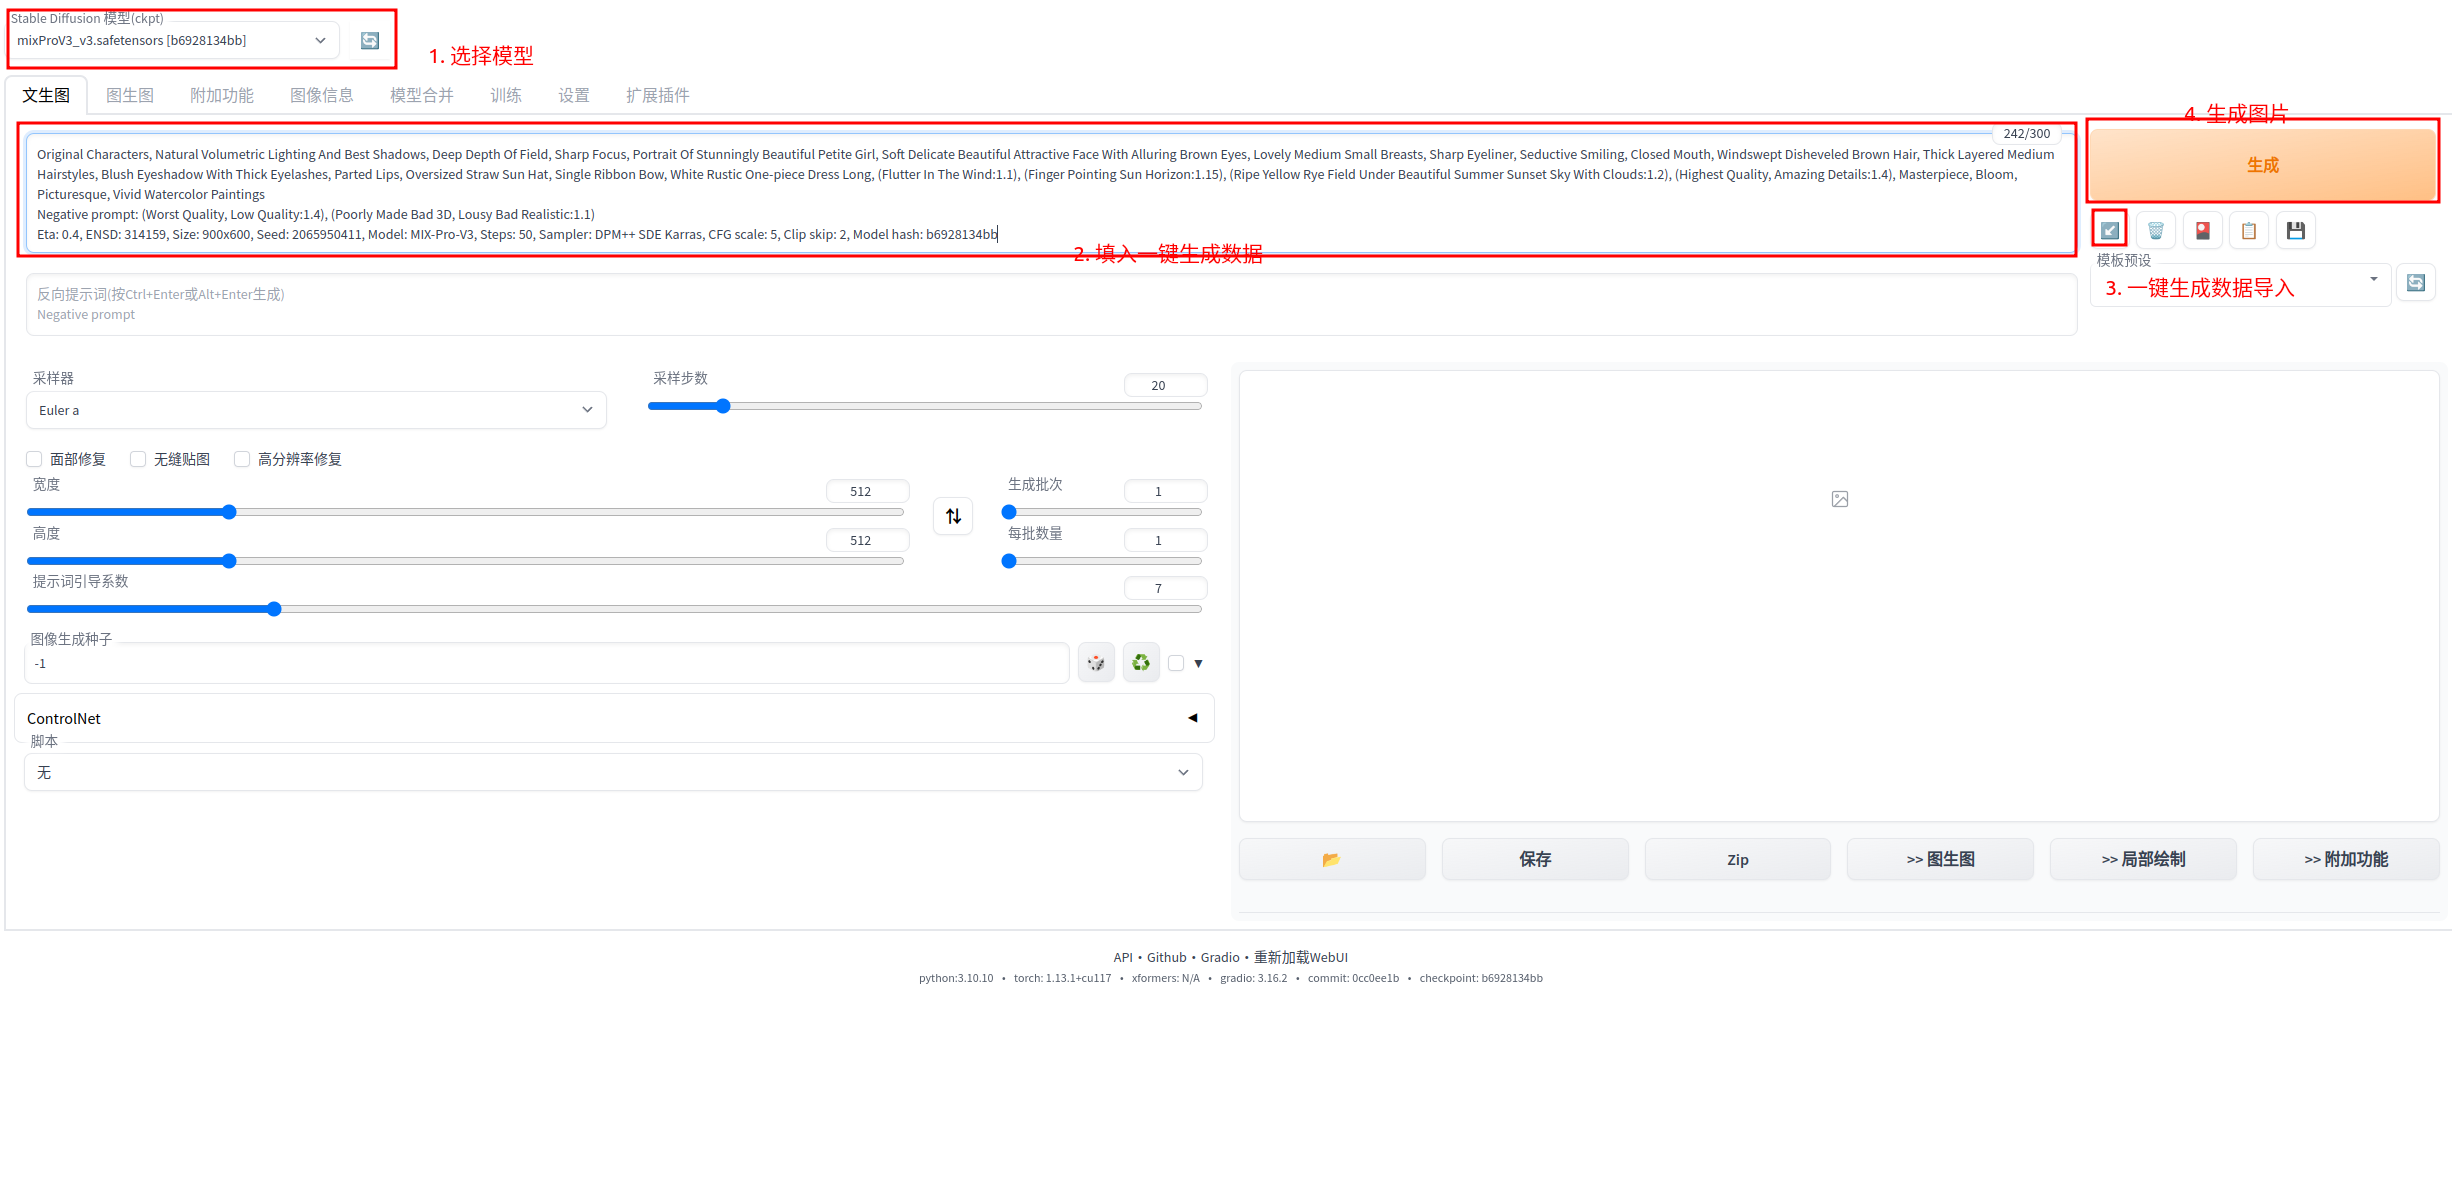 Stable Diffusion 模型(ckpt)
mixProV3_v3.safetensors [b6928134bb]
1. 选择模型
文生图 图生图 附加功能 图像信息 模型合并 训练 设置 扩展插件
4. 生成图片
242/300
Original Characters, Natural Volumetric Lighting And Best Shadows, Deep Depth Of Field, Sharp Focus, Portrait Of Stunningly Beautiful Petite Girl, Soft Delicate Beautiful Attractive Face With Alluring Brown Eyes, Lovely Medium Small Breasts, Sharp Eyeliner, Seductive Smiling, Closed Mouth, Windswept Disheveled Brown Hair, Thick Layered Medium
Hairstyles, Blush Eyeshadow With Thick Eyelashes, Parted Lips, Oversized Straw Sun Hat, Single Ribbon Bow, White Rustic One-piece Dress Long, (Flutter In The Wind:1.1), (Finger Pointing Sun Horizon:1.15), (Ripe Yellow Rye Field Under Beautiful Summer Sunset Sky With Clouds:1.2), (Highest Quality, Amazing Details:1.4), Masterpiece, Bloom,
Picturesque, Vivid Watercolor Paintings
Negative prompt: (Worst Quality, Low Quality:1.4), (Poorly Made Bad 3D, Lousy Bad Realistic:1.1)
Eta: 0.4, ENSD: 314159, Size: 900x600, Seed: 2065950411, Model: MIX-Pro-V3, Steps: 50, Sampler: DPM++ SDE Karras, CFG scale: 5, Clip skip: 2, Model hash: b6928134bb
生成
2. 填入一键生成数据
模板预设
3. 一键生成数据导入
反向提示词(按Ctrl+Enter或Alt+Enter生成)
Negative prompt
采样器
Euler a
采样步数
20
面部修复 无缝贴图 高分辨率修复
宽度
512
生成批次
1
高度
512
每批数量
1
提示词引导系数
7
图像生成种子
-1
ControlNet
脚本
无
保存 Zip >> 图生图 >> 局部绘制 >> 附加功能
API • Github • Gradio • 重新加载WebUI
python:3.10.10 • torch: 1.13.1+cu117 • xformers: N/A • gradio: 3.16.2 • commit: 0cc0ee1b • checkpoint: b6928134bb